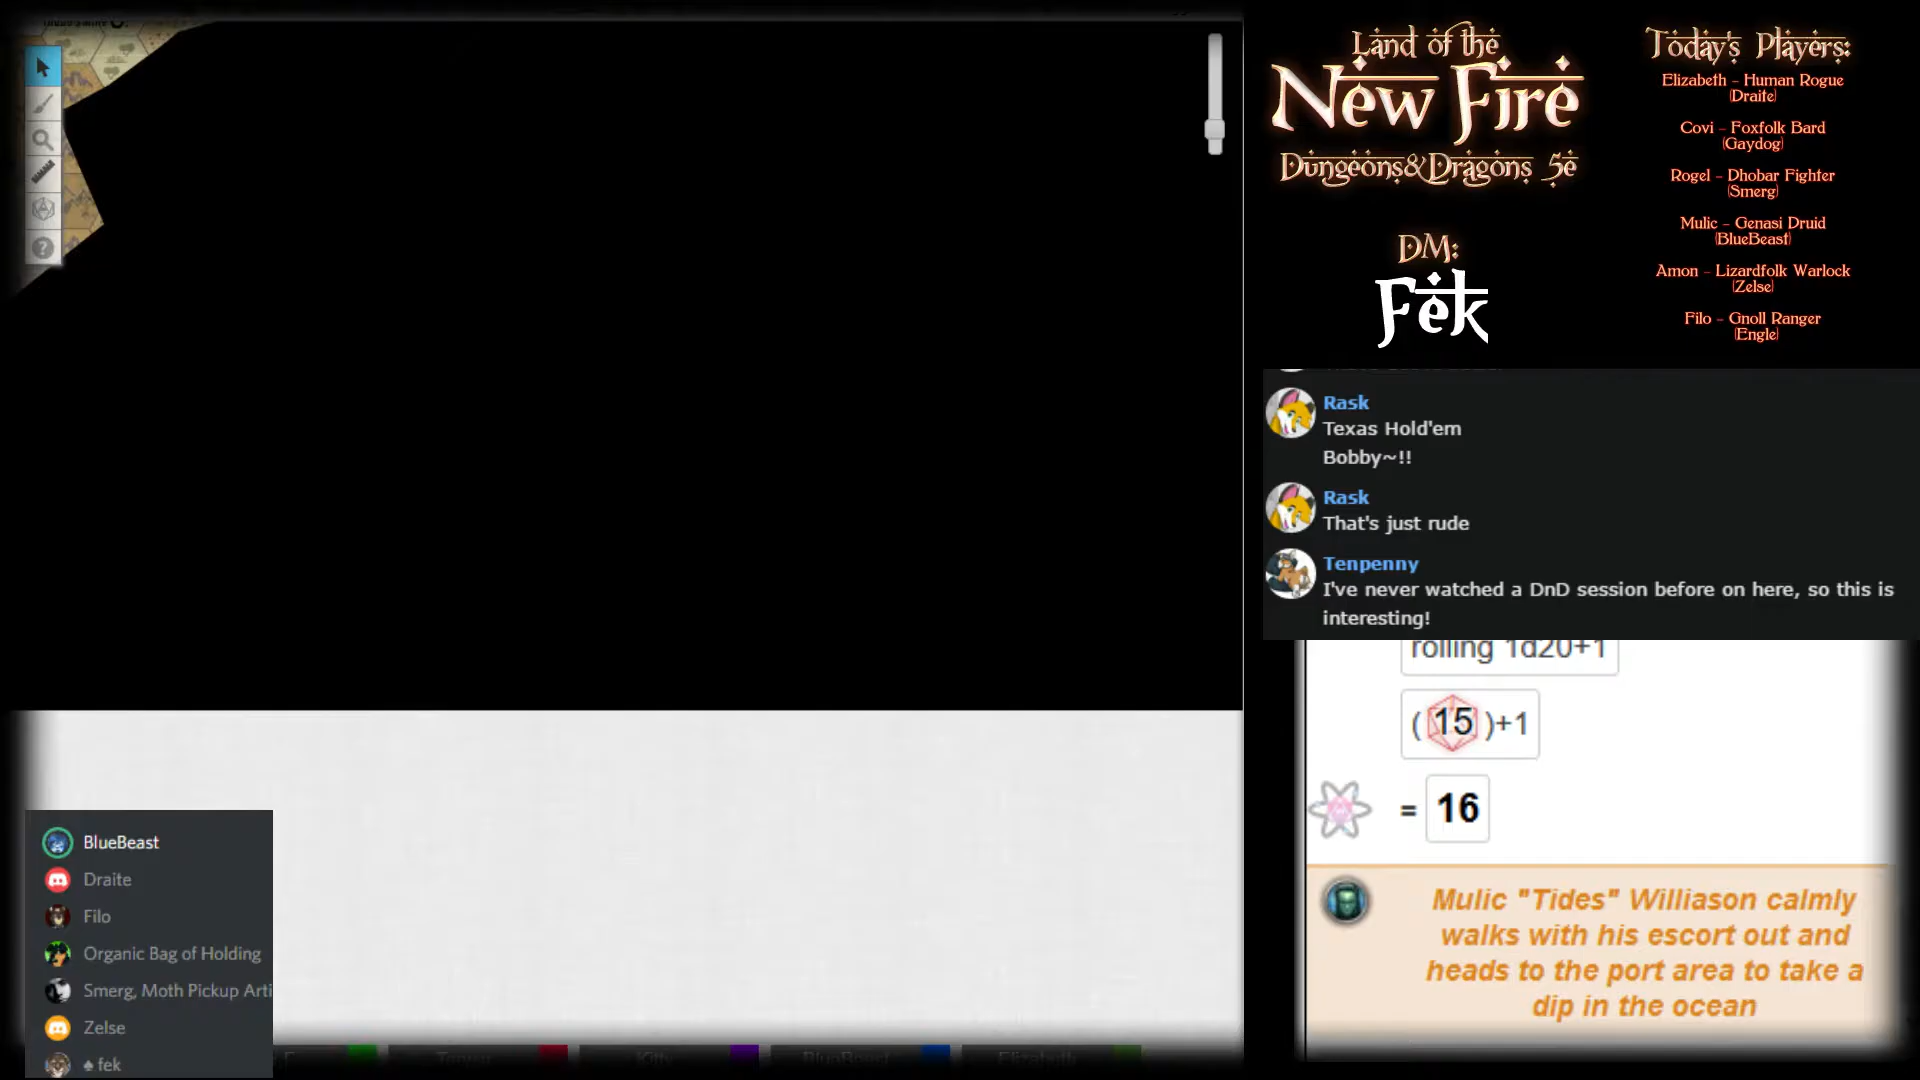 Land of the
New Fire
Dungeons&Dragons 5e
DM:
Fek
Today's Players:
Elizabeth - Human Rogue
(Draite)
Covi - Foxfolk Bard
(Gaydog)
Rogel - Dhobar Fighter
(Smerg)
Mulic - Genasi Druid
(BlueBeast)
Amon - Lizardfolk Warlock
(Zelse)
Filo - Gnoll Ranger
(Engle)
Rask
Texas Hold'em
Bobby~!!
Rask
That's just rude
Tenpenny
I've never watched a DnD session before on here, so this is
interesting!
rolling 1d20+1
(15)+1
= 16
Mulic "Tides" Williason calmly
walks with his escort out and
heads to the port area to take a
dip in the ocean
BlueBeast
Draite
Filo
Organic Bag of Holding
Smerg, Moth Pickup Arti
Zelse
♠ fek
BlueBeast
Elizabeth